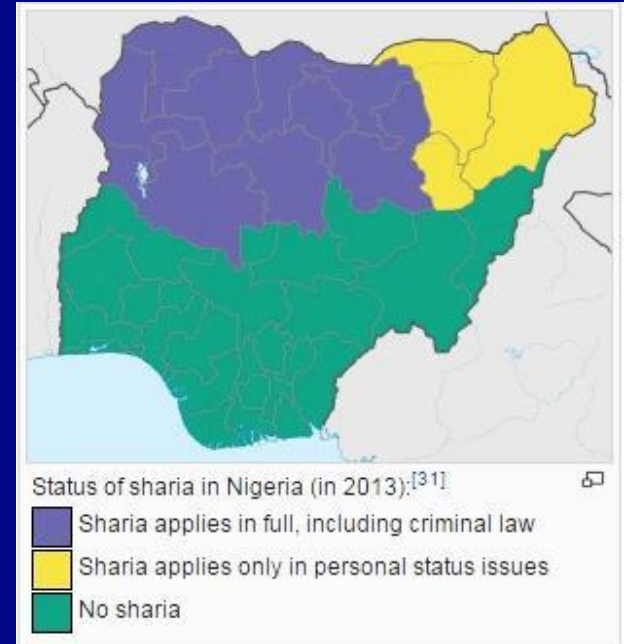 Status of sharia in Nigeria (in 2013):[31]
Sharia applies in full, including criminal law
Sharia applies only in personal status issues
No sharia